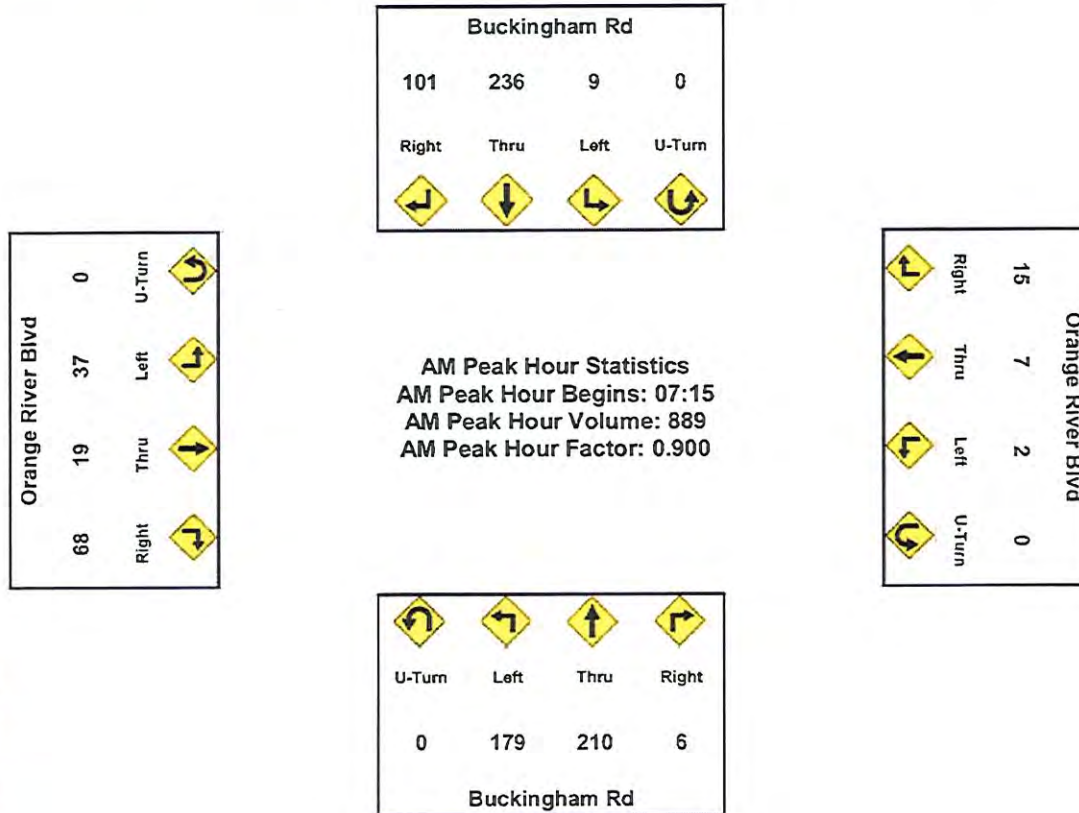 Buckingham Rd
101 236 9 0
Right Thru Left U-Turn
Orange River Blvd
0 37 19 68
U-Turn Left Thru Right
AM Peak Hour Statistics
AM Peak Hour Begins: 07:15
AM Peak Hour Volume: 889
AM Peak Hour Factor: 0.900
Orange River Blvd
15 7 2 0
Right Thru Left U-Turn
U-Turn Left Thru Right
0 179 210 6
Buckingham Rd